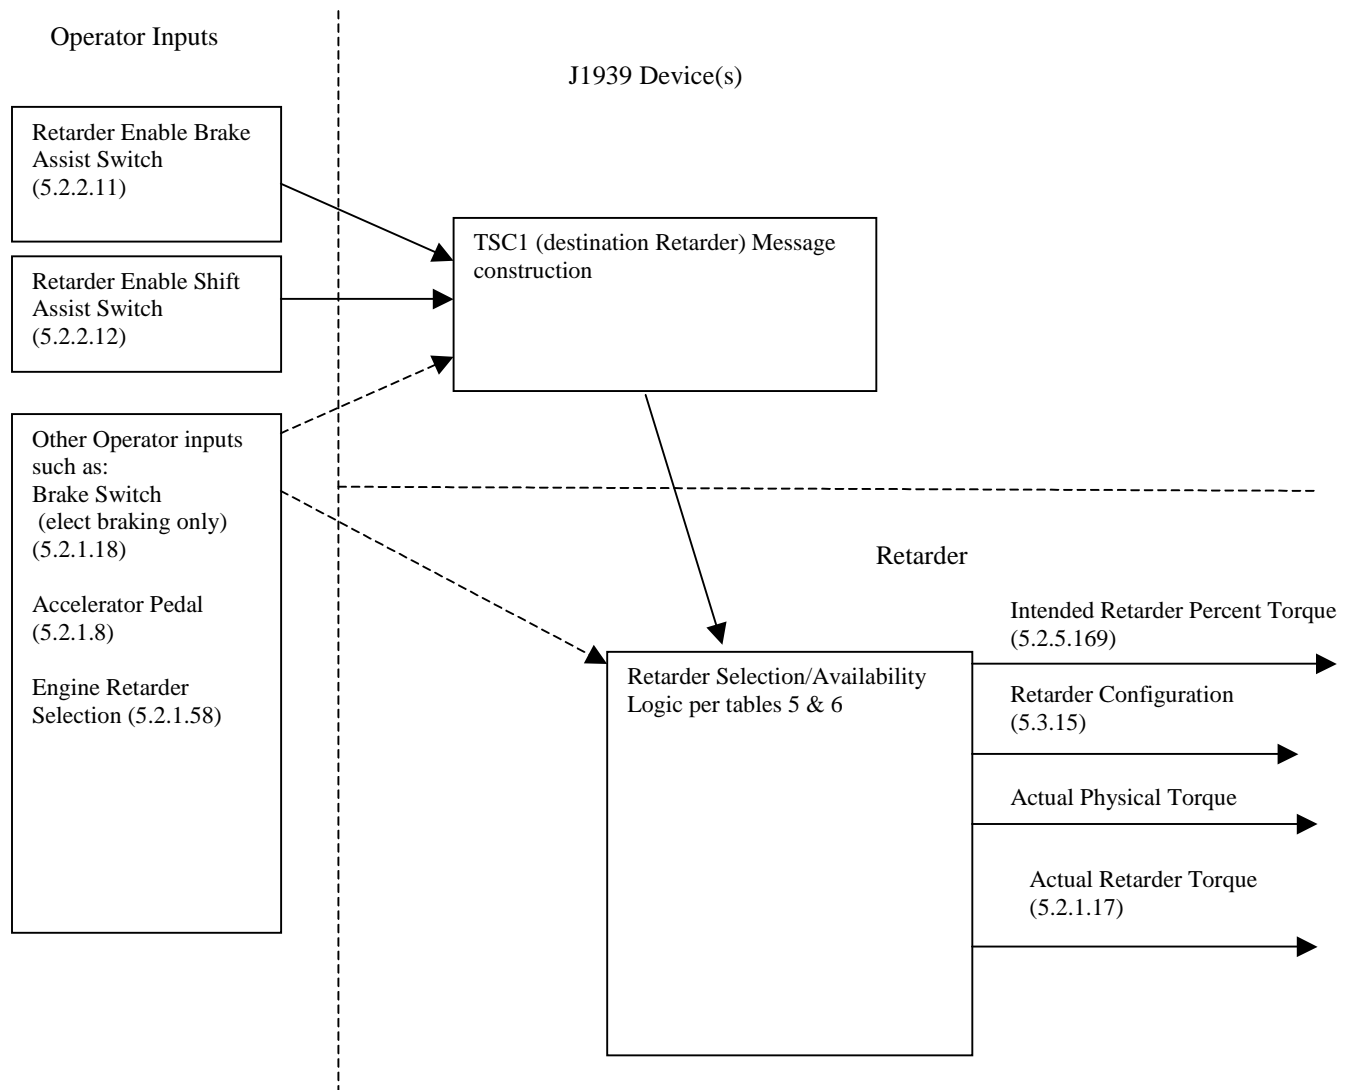 Operator Inputs
J1939 Device(s)
Retarder Enable Brake
Assist Switch
(5.2.2.11)
TSC1 (destination Retarder) Message
construction
Retarder Enable Shift
Assist Switch
(5.2.2.12)
Other Operator inputs
such as:
Brake Switch
(elect braking only)
(5.2.1.18)
Accelerator Pedal
(5.2.1.8)
Engine Retarder
Selection (5.2.1.58)
Retarder
Retarder Selection/Availability
Logic per tables 5 & 6
Intended Retarder Percent Torque
(5.2.5.169)
Retarder Configuration
(5.3.15)
Actual Physical Torque
Actual Retarder Torque
(5.2.1.17)